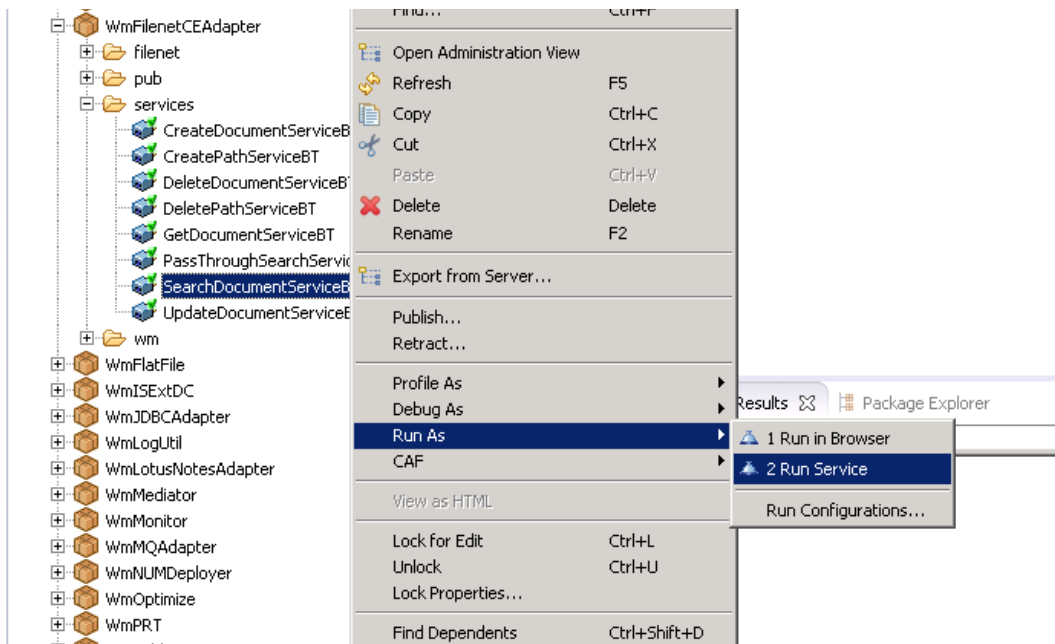 WmFilenetCEAdapter
filenet
pub
services
CreateDocumentServiceB
CreatePathServiceBT
DeleteDocumentServiceB
DeletePathServiceBT
GetDocumentServiceBT
PassThroughSearchServic
SearchDocumentServiceB
UpdateDocumentServiceB
wm
WmFlatFile
WmISExtDC
WmJDBCAdapter
WmLogUtil
WmLotusNotesAdapter
WmMediator
WmMonitor
WmMQAdapter
WmNUMDeployer
WmOptimize
WmPRT
Find... Ctrl+F
Open Administration View
Refresh F5
Copy Ctrl+C
Cut Ctrl+X
Paste Ctrl+V
Delete Delete
Rename F2
Export from Server...
Publish...
Retract...
Profile As
Debug As
Run As
CAF
View as HTML
Lock for Edit Ctrl+L
Unlock Ctrl+U
Lock Properties...
Find Dependents Ctrl+Shift+D
Results Package Explorer
1 Run in Browser
2 Run Service
Run Configurations...